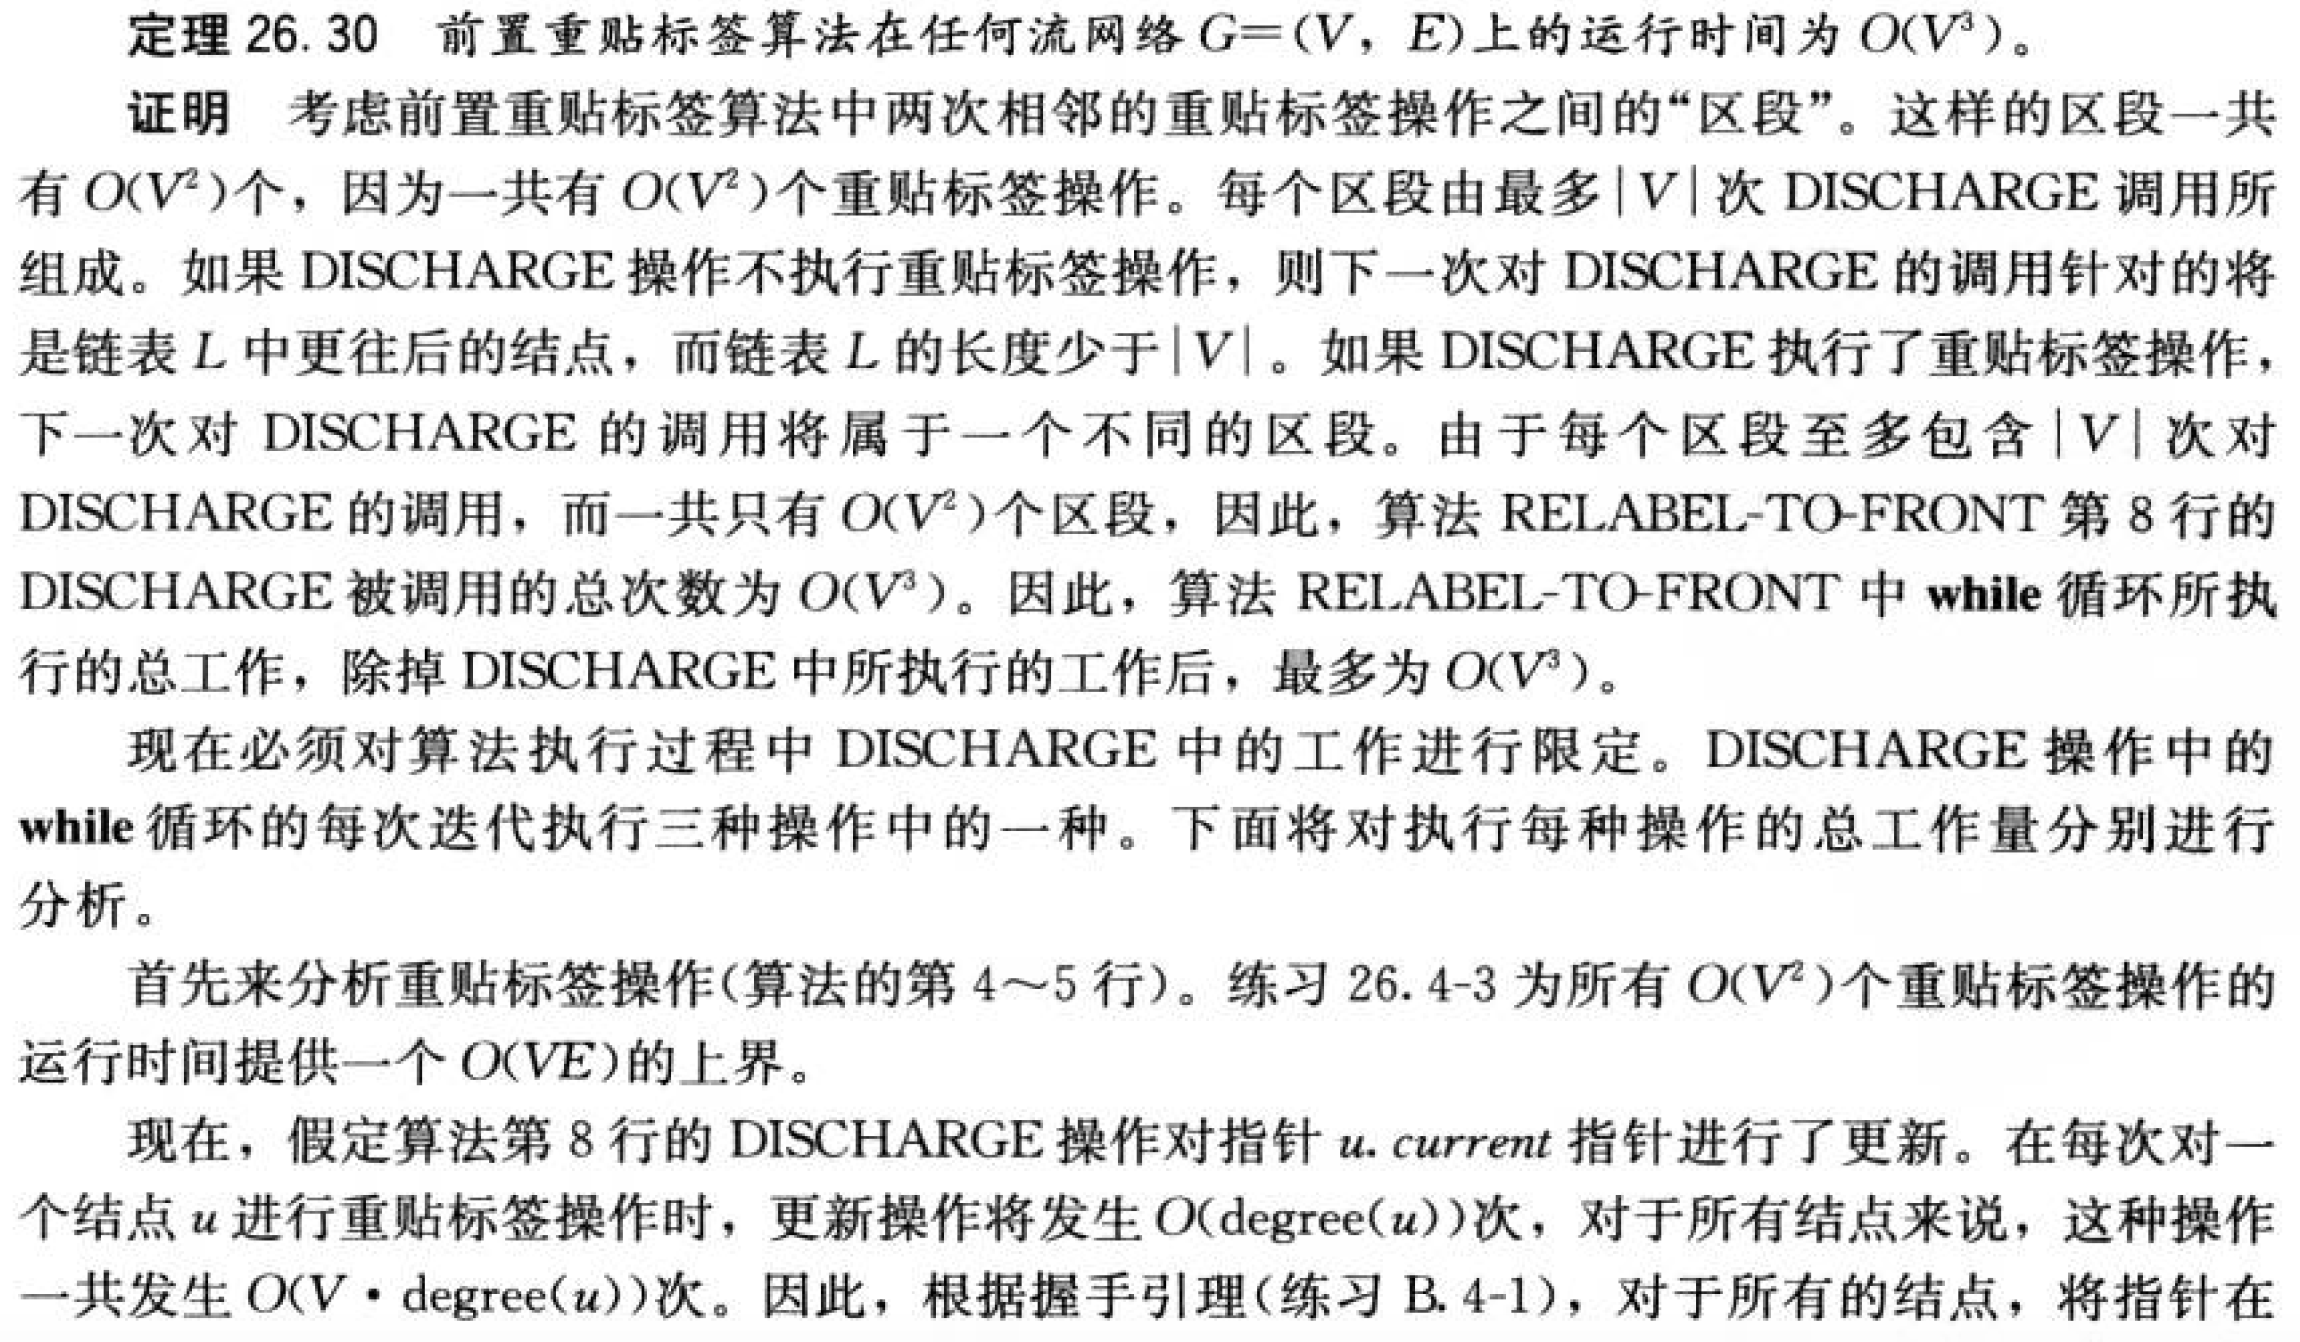 定理 26.30 前置重贴标签算法在任何流网络 G=(V, E)上的运行时间为 O(V³)。
证明 考虑前置重贴标签算法中两次相邻的重贴标签操作之间的“区段”。这样的区段一共
有 O(V²)个，因为一共有 O(V²)个重贴标签操作。每个区段由最多|V|次 DISCHARGE 调用所
组成。如果 DISCHARGE 操作不执行重贴标签操作，则下一次对 DISCHARGE 的调用针对的将
是链表 L 中更往后的结点，而链表 L 的长度少于|V|。如果 DISCHARGE 执行了重贴标签操作，
下一次对 DISCHARGE 的调用将属于一个不同的区段。由于每个区段至多包含|V|次对
DISCHARGE 的调用，而一共只有 O(V²)个区段，因此，算法 RELABEL-TO-FRONT 第 8 行的
DISCHARGE 被调用的总次数为 O(V³)。因此，算法 RELABEL-TO-FRONT 中 while 循环所执
行的总工作，除掉 DISCHARGE 中所执行的工作后，最多为 O(V³)。
现在必须对算法执行过程中 DISCHARGE 中的工作进行限定。DISCHARGE 操作中的
while 循环的每次迭代执行三种操作中的一种。下面将对执行每种操作的总工作量分别进行
分析。
首先来分析重贴标签操作(算法的第 4～5 行)。练习 26.4-3 为所有 O(V²)个重贴标签操作的
运行时间提供一个 O(VE)的上界。
现在，假定算法第 8 行的 DISCHARGE 操作对指针 u.current 指针进行了更新。在每次对一
个结点 u 进行重贴标签操作时，更新操作将发生 O(degree(u))次，对于所有结点来说，这种操作
一共发生 O(V·degree(u))次。因此，根据握手引理(练习 B.4-1)，对于所有的结点，将指针在